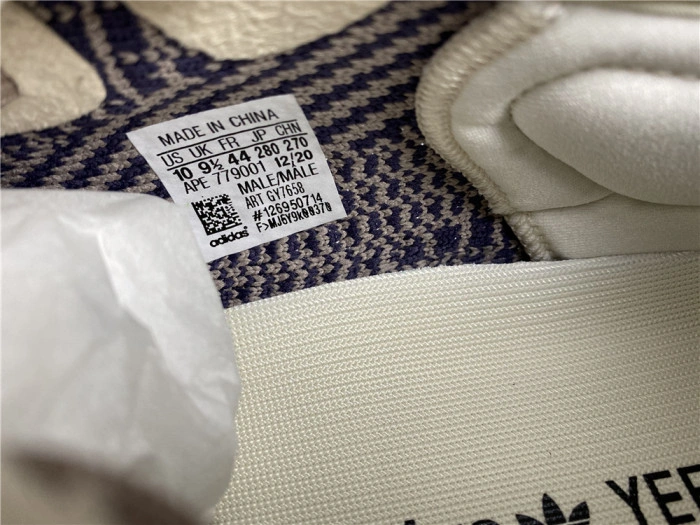 MADE IN CHINA
US UK FR JP CHN
10 9½ 44 280 270
APE 779001 12/20
MALE/MALE
ART GY7658
#126950714
adidas